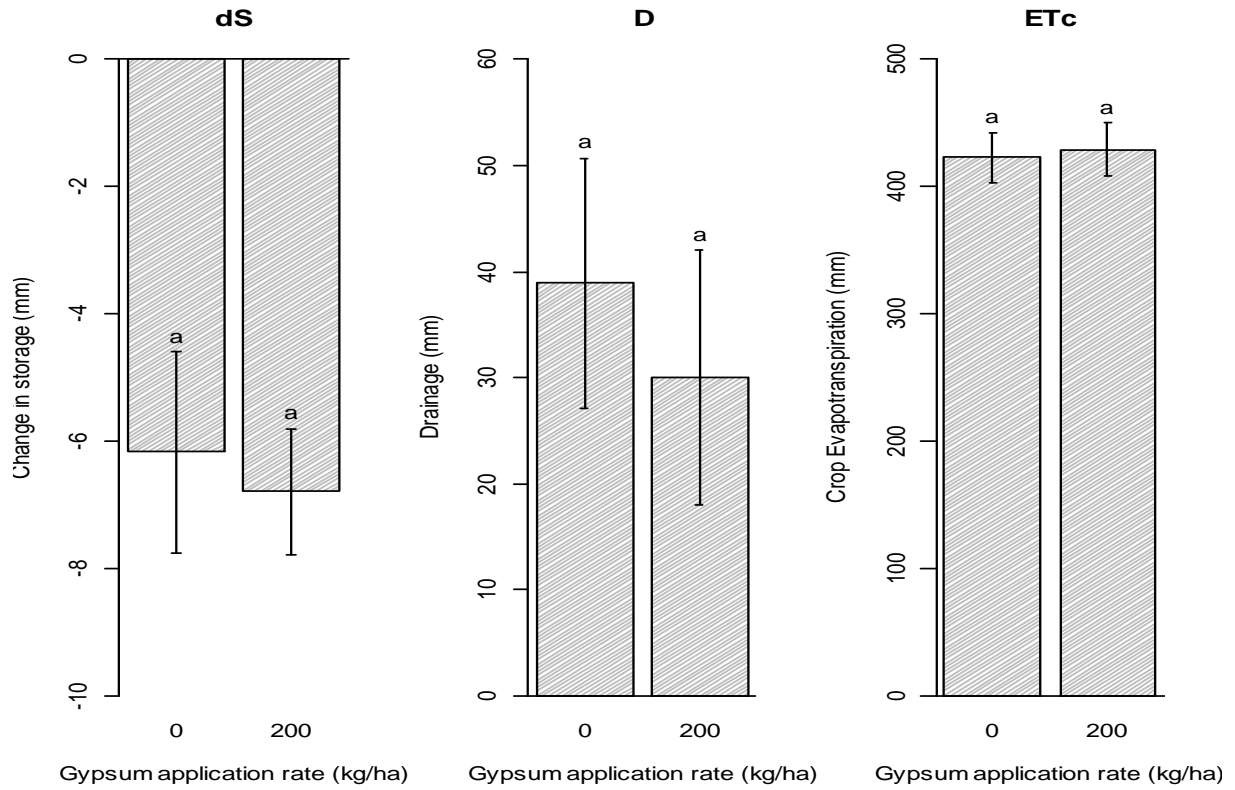 dS
0
-2
-4
-6
-8
-10
Change in storage (mm)
a
a
0 200
Gypsum application rate (kg/ha)
D
60
50
40
30
20
10
0
Drainage (mm)
a
a
0 200
Gypsum application rate (kg/ha)
ETc
500
400
300
200
100
0
Crop Evapotranspiration (mm)
a
a
0 200
Gypsum application rate (kg/ha)